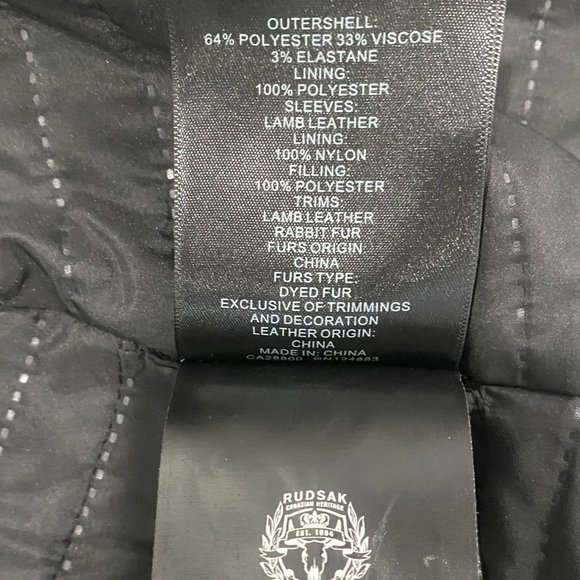 OUTERSHELL:
64% POLYESTER 33% VISCOSE
3% ELASTANE
LINING:
100% POLYESTER
SLEEVES:
LAMB LEATHER
LINING:
100% NYLON
FILLING:
100% POLYESTER
TRIMS:
LAMB LEATHER
RABBIT FUR
FURS ORIGIN
CHINA
FURS TYPE:
DYED FUR
EXCLUSIVE OF TRIMMINGS
AND DECORATION
LEATHER ORIGIN:
CHINA
MADE IN: CHINA
CA28800 RN124883
RUDSAK
CANADIAN HERITAGE
EST. 1994